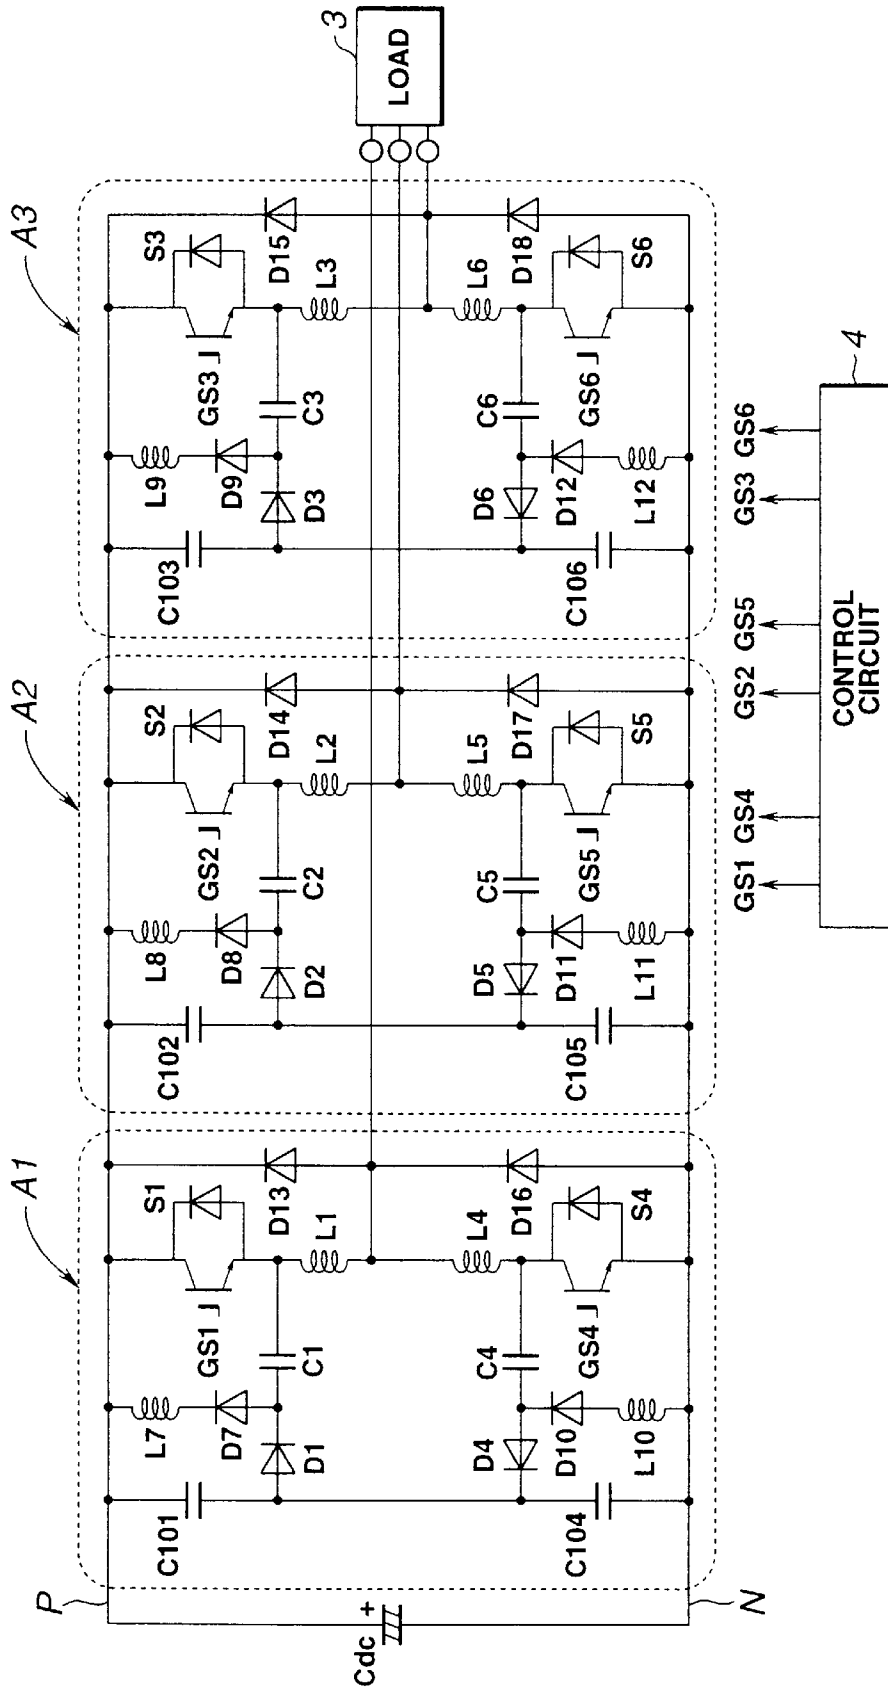 A1
A2
A3
P
N
Cdc
+
C101
C104
L7
D7
D1
D4
D10
L10
GS1
C1
C4
GS4
S1
D13
L1
L4
D16
S4
C102
C105
L8
D8
D2
D5
D11
L11
GS2
C2
C5
GS5
S2
D14
L2
L5
D17
S5
C103
C106
L9
D9
D3
D6
D12
L12
GS3
C3
C6
GS6
S3
D15
L3
L6
D18
S6
3
LOAD
GS1
GS4
GS2
GS5
GS3
GS6
4
CONTROL
CIRCUIT